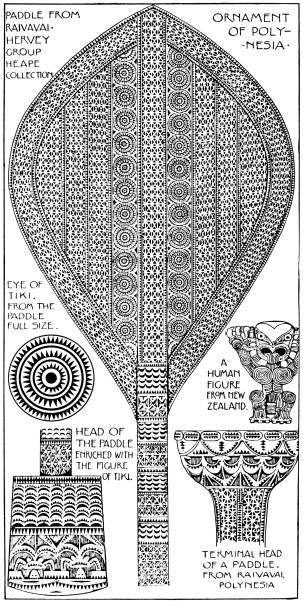 PADDLE FROM
RAIVAVAI·
HERVEY
GROUP
HEAPE
COLLECTION.
ORNAMENT
OF POLY-
-NESIA·
EYE OF
TIKI.
FROM THE
PADDLE
FULL SIZE.
A
HUMAN
FIGURE
FROM NEW
ZEALAND.
HEAD OF
THE PADDLE
ENRICHED WITH
THE FIGURE
OF TIKI.
TERMINAL HEAD
OF A PADDLE.
FROM RAIVAVAI,
POLYNESIA